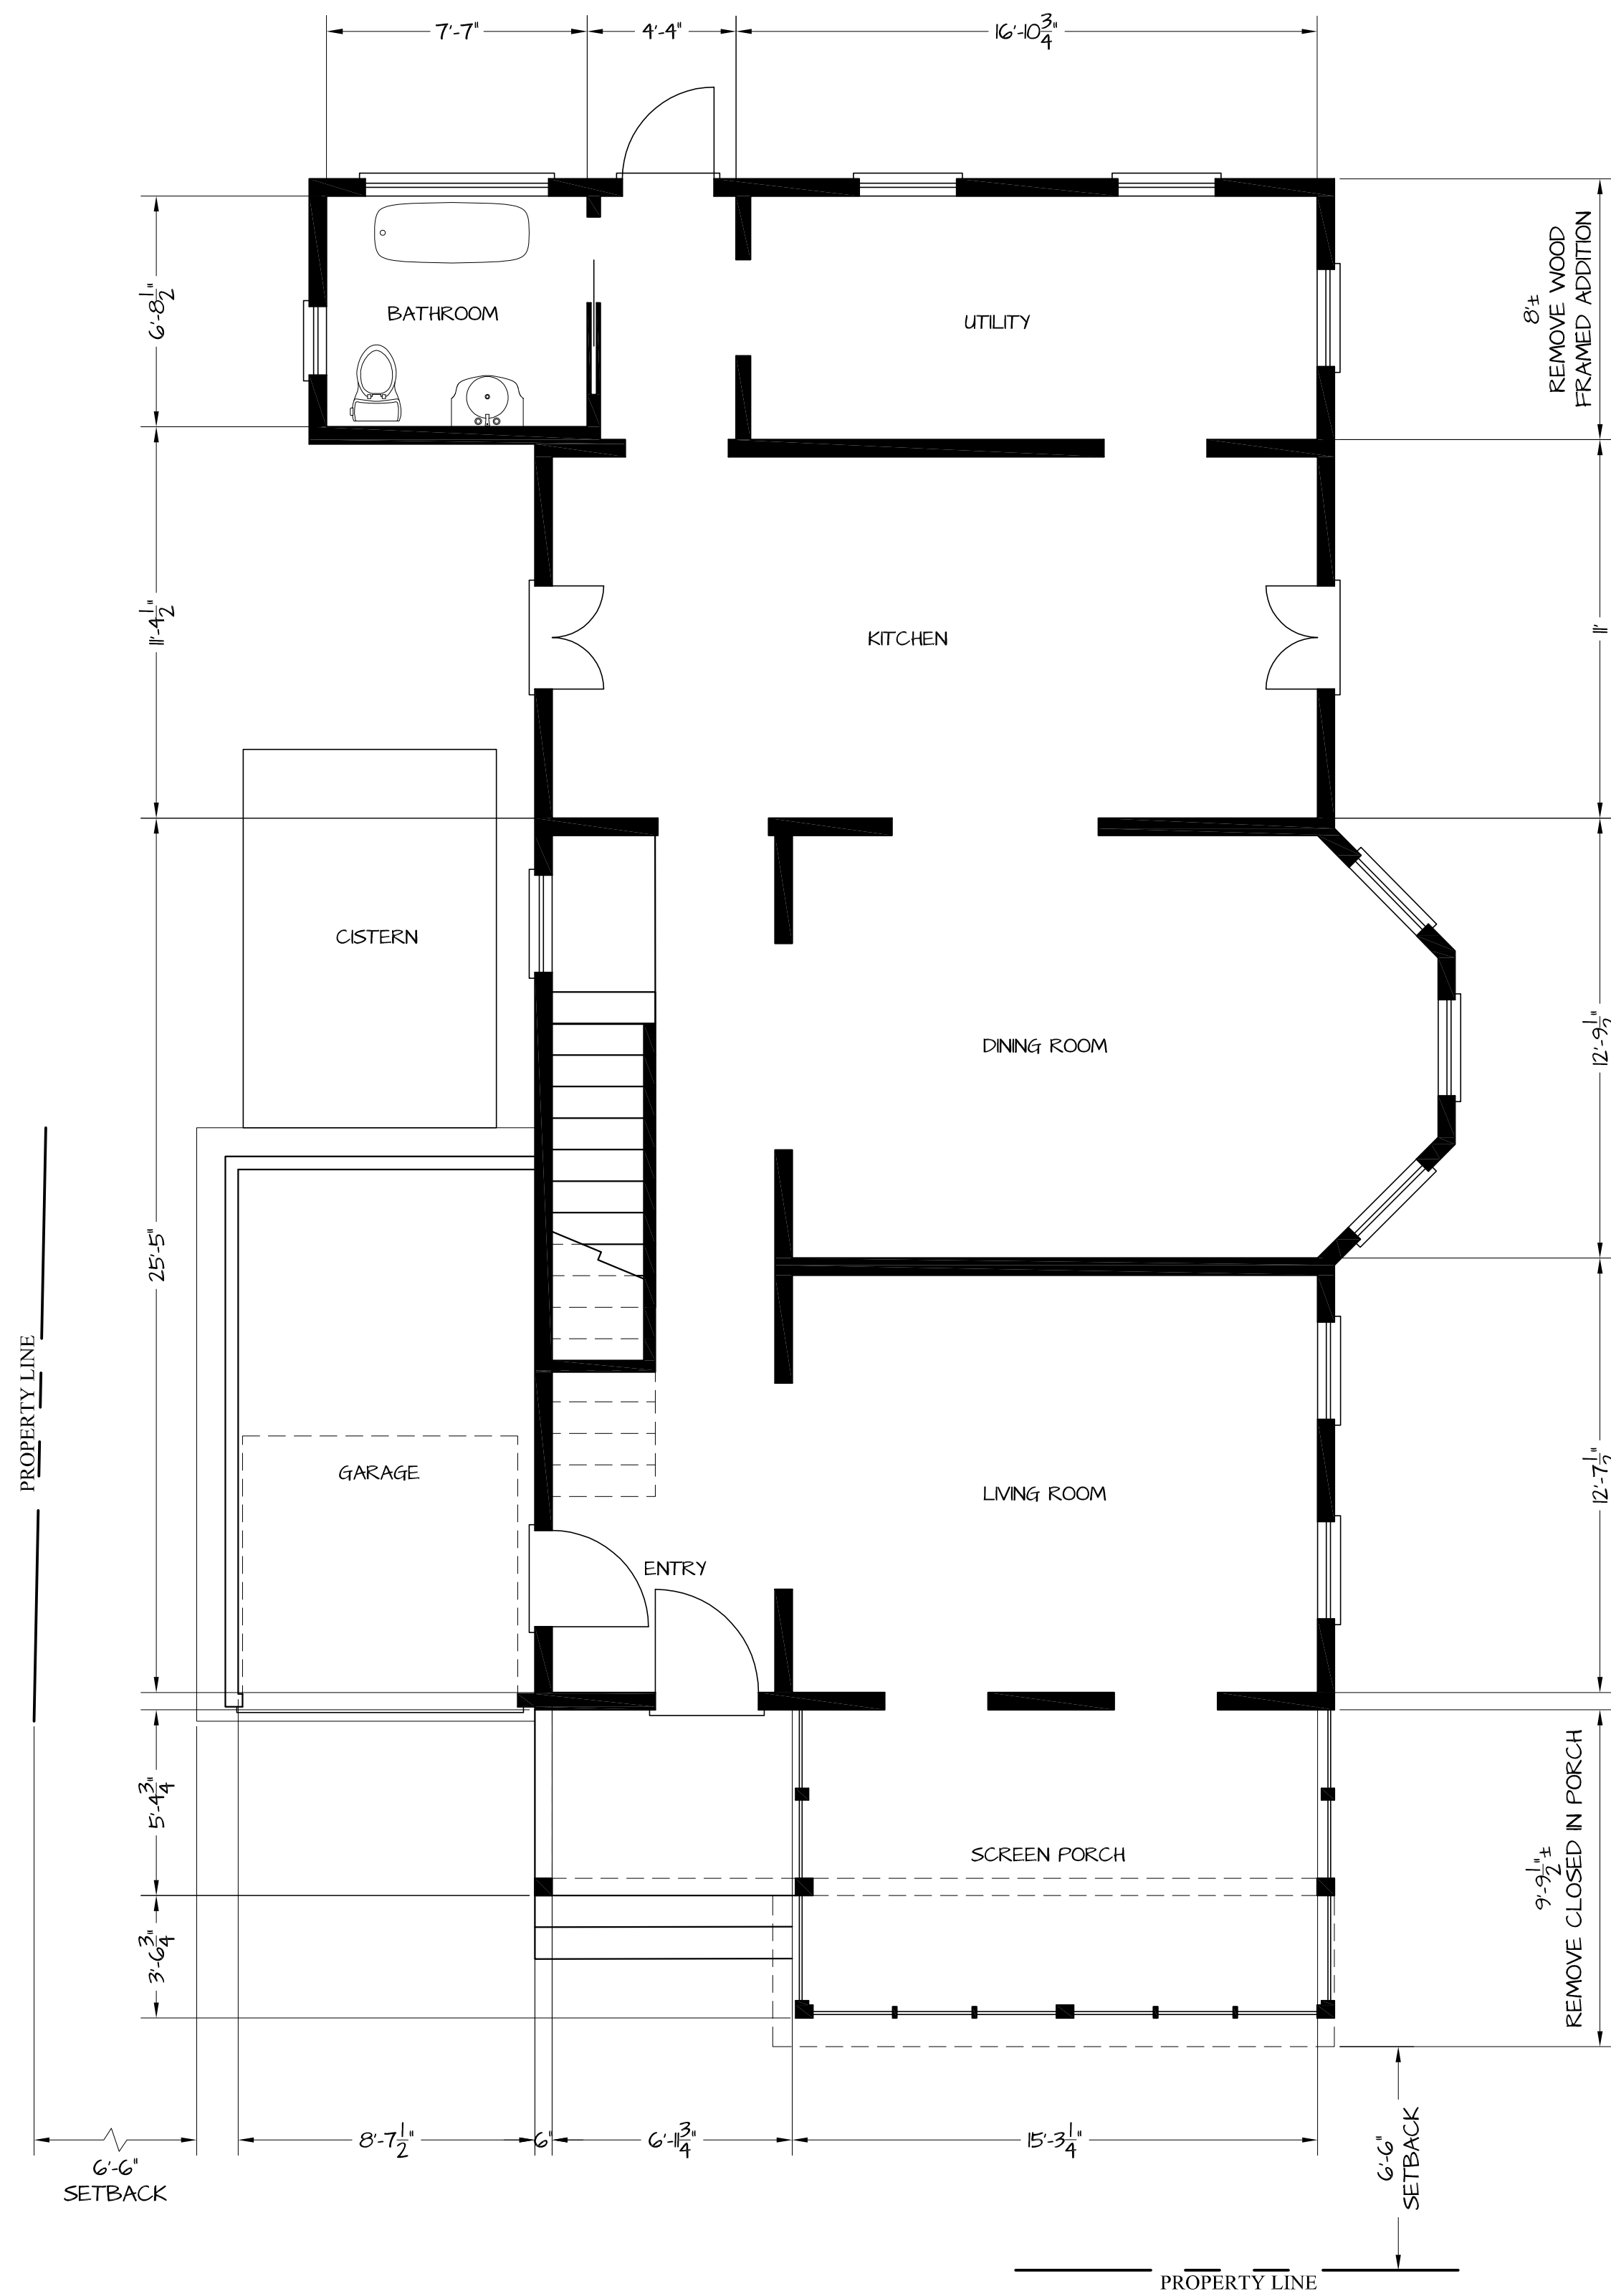 7'-7"
4'-4"
16'-10 3/4"
6'-8 1/2"
BATHROOM
UTILITY
8'±
REMOVE WOOD
FRAMED ADDITION
11'-4 1/2"
KITCHEN
11'
CISTERN
DINING ROOM
12'-9 1/2"
25'-5"
PROPERTY LINE
GARAGE
LIVING ROOM
12'-7 1/2"
ENTRY
5'-4 3/4"
SCREEN PORCH
9'-9 1/2"±
REMOVE CLOSED IN PORCH
3'-6 3/4"
6'-6"
SETBACK
8'-7 1/2"
6"
6'-11 3/4"
15'-3 1/4"
6'-6"
SETBACK
PROPERTY LINE